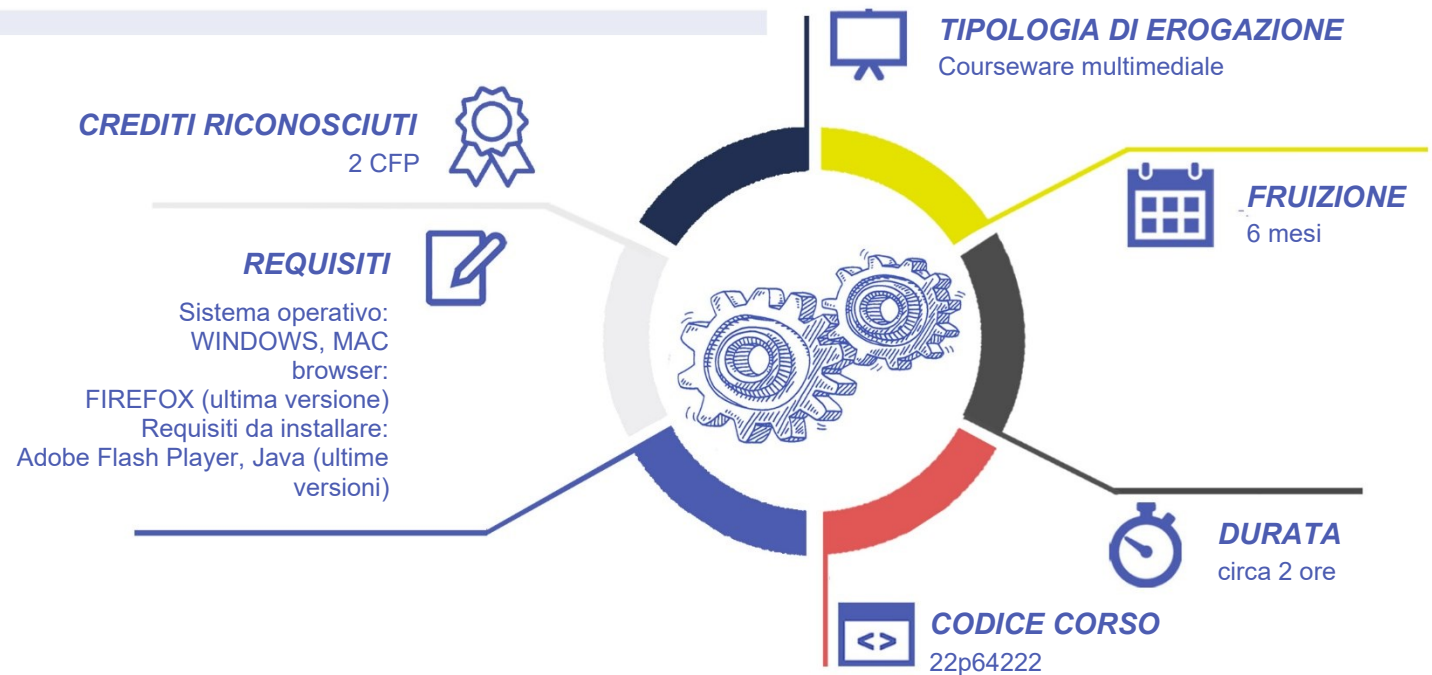 TIPOLOGIA DI EROGAZIONE
Courseware multimediale
CREDITI RICONOSCIUTI
2 CFP
FRUIZIONE
6 mesi
REQUISITI
Sistema operativo:
WINDOWS, MAC
browser:
FIREFOX (ultima versione)
Requisiti da installare:
Adobe Flash Player, Java (ultime
versioni)
DURATA
circa 2 ore
<>
CODICE CORSO
22p64222